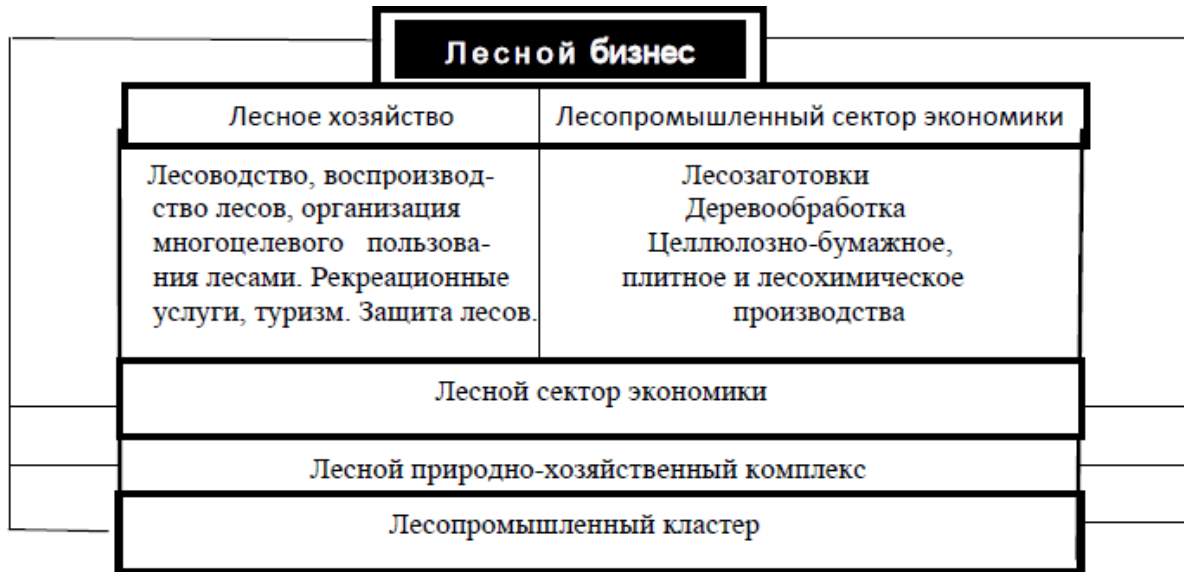 Лесной бизнес
Лесное хозяйство
Лесопромышленный сектор экономики
Лесоводство, воспроизвод-
ство лесов, организация
многоцелевого пользова-
ния лесами. Рекреационные
услуги, туризм. Защита лесов.
Лесозаготовки
Деревообработка
Целлюлозно-бумажное,
плитное и лесохимическое
производства
Лесной сектор экономики
Лесной природно-хозяйственный комплекс
Лесопромышленный кластер